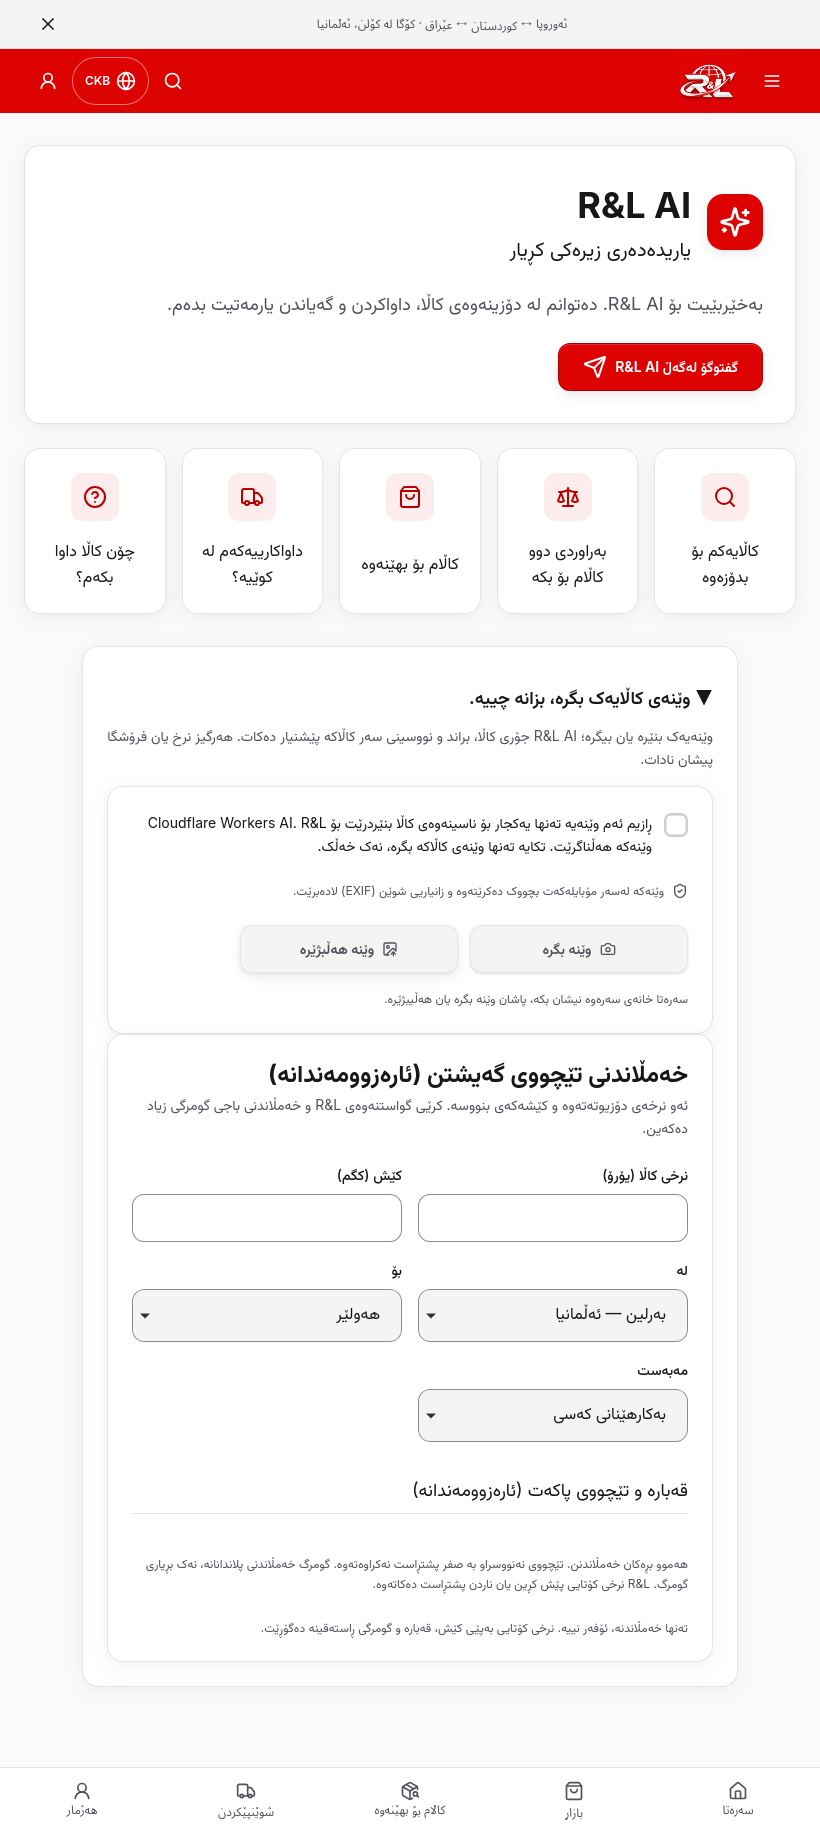 ئەوروپا ↔ کوردستان ↔ عێراق · کۆگا لە کۆلن، ئەڵمانیا
R&L
CKB
R&L AI
یاریدەدەری زیرەکی کڕیار
بەخێربێیت بۆ R&L AI. دەتوانم لە دۆزینەوەی کاڵا، داواکردن و گەیاندن یارمەتیت بدەم.
گفتوگۆ لەگەڵ R&L AI
کاڵایەکم بۆ
بدۆزەوە
بەراوردی دوو
کاڵام بۆ بکە
کاڵام بۆ بهێنەوە
داواکارییەکەم لە
کوێیە؟
چۆن کاڵا داوا
بکەم؟
▼ وێنەی کاڵایەک بگرە، بزانە چییە.
وێنەیەک بنێرە یان بیگرە؛ R&L AI جۆری کاڵا، براند و نووسینی سەر کاڵاکە پێشنیار دەکات. هەرگیز نرخ یان فرۆشگا
پیشان نادات.
ڕازیم ئەم وێنەیە تەنها یەکجار بۆ ناسینەوەی کاڵا بنێردرێت بۆ Cloudflare Workers AI. R&L
وێنەکە هەڵناگرێت. تکایە تەنها وێنەی کاڵاکە بگرە، نەک خەڵک.
وێنەکە لەسەر مۆبایلەکەت بچووک دەکرێتەوە و زانیاریی شوێن (EXIF) لادەبرێت.
وێنە بگرە
وێنە هەڵبژێرە
سەرەتا خانەی سەرەوە نیشان بکە، پاشان وێنە بگرە یان هەڵیبژێرە.
خەمڵاندنی تێچووی گەیشتن (ئارەزوومەندانە)
ئەو نرخەی دۆزیوتەتەوە و کێشەکەی بنووسە. کرێی گواستنەوەی R&L و خەمڵاندنی باجی گومرگی زیاد
دەکەین.
نرخی کاڵا (یۆرۆ)
کێش (کگم)
لە
بۆ
بەرلین — ئەڵمانیا
هەولێر
مەبەست
بەکارهێنانی کەسی
قەبارە و تێچووی پاکەت (ئارەزوومەندانە)
هەموو بڕەکان خەمڵاندنن. تێچووی نەنووسراو بە صفر پشتڕاست نەکراوەتەوە. گومرگ خەمڵاندنی پلاندانانە، نەک بڕیاری
گومرگ. R&L نرخی کۆتایی پێش کڕین یان ناردن پشتڕاست دەکاتەوە.
تەنها خەمڵاندنە، ئۆفەر نییە. نرخی کۆتایی بەپێی کێش، قەبارە و گومرگی ڕاستەقینە دەگۆڕێت.
سەرەتا
بازاڕ
کاڵام بۆ بهێنەوە
شوێنپێکردن
هەژمار